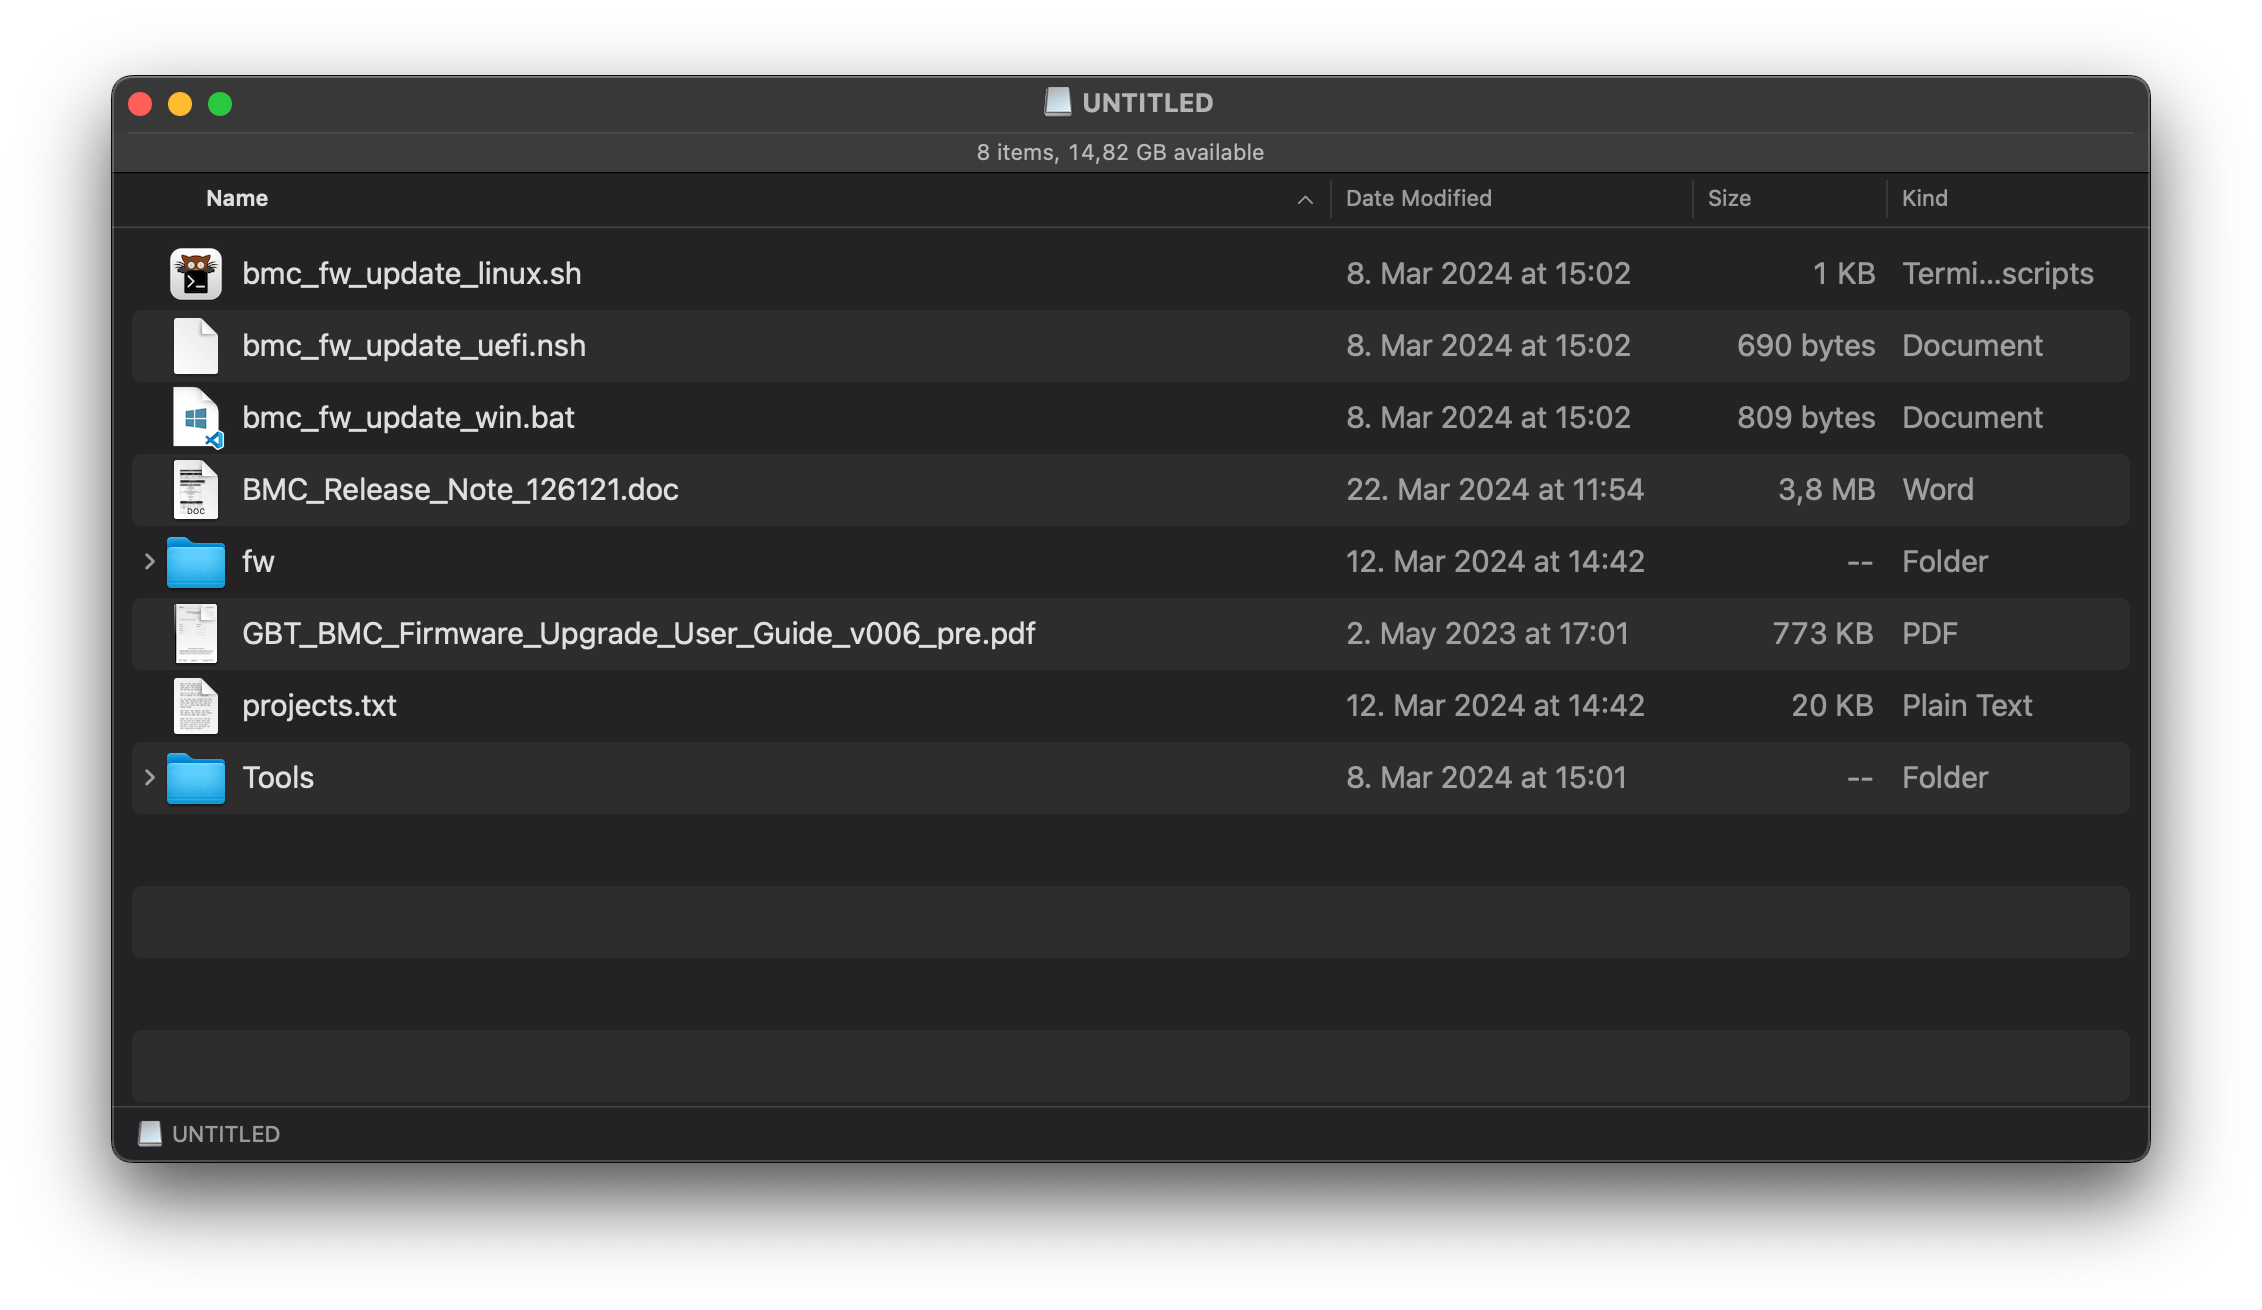 UNTITLED
8 items, 14,82 GB available
Name Date Modified Size Kind
bmc_fw_update_linux.sh 8. Mar 2024 at 15:02 1 KB Termi...scripts
bmc_fw_update_uefi.nsh 8. Mar 2024 at 15:02 690 bytes Document
bmc_fw_update_win.bat 8. Mar 2024 at 15:02 809 bytes Document
BMC_Release_Note_126121.doc 22. Mar 2024 at 11:54 3,8 MB Word
DOC
fw 12. Mar 2024 at 14:42 -- Folder
GBT_BMC_Firmware_Upgrade_User_Guide_v006_pre.pdf 2. May 2023 at 17:01 773 KB PDF
projects.txt 12. Mar 2024 at 14:42 20 KB Plain Text
Tools 8. Mar 2024 at 15:01 -- Folder
UNTITLED